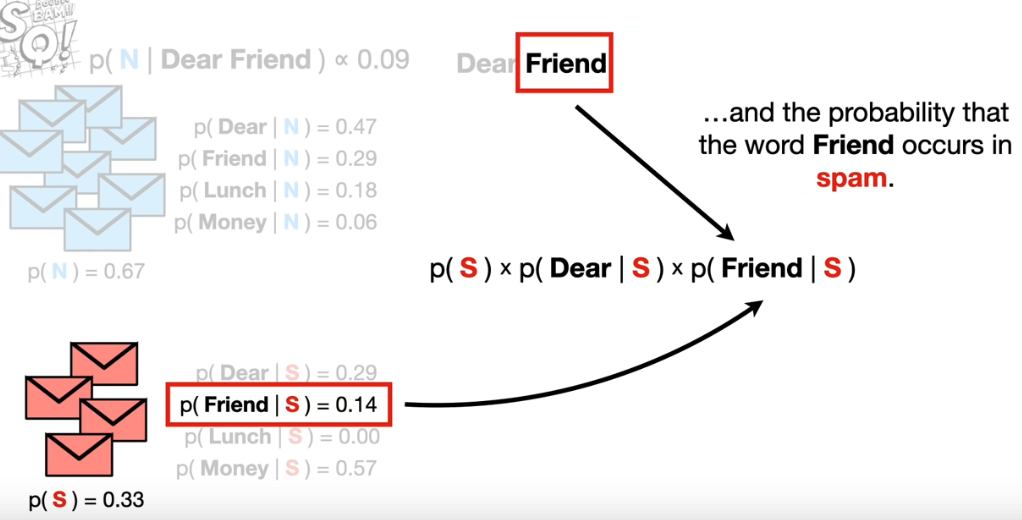 BAM!!!
SQ!
p( N | Dear Friend ) ∝ 0.09
Dear Friend
…and the probability that
the word Friend occurs in
spam.
p( Dear | N ) = 0.47
p( Friend | N ) = 0.29
p( Lunch | N ) = 0.18
p( Money | N ) = 0.06
p( N ) = 0.67
p( S ) x p( Dear | S ) x p( Friend | S )
p( Dear | S ) = 0.29
p( Friend | S ) = 0.14
p( Lunch | S ) = 0.00
p( Money | S ) = 0.57
p( S ) = 0.33